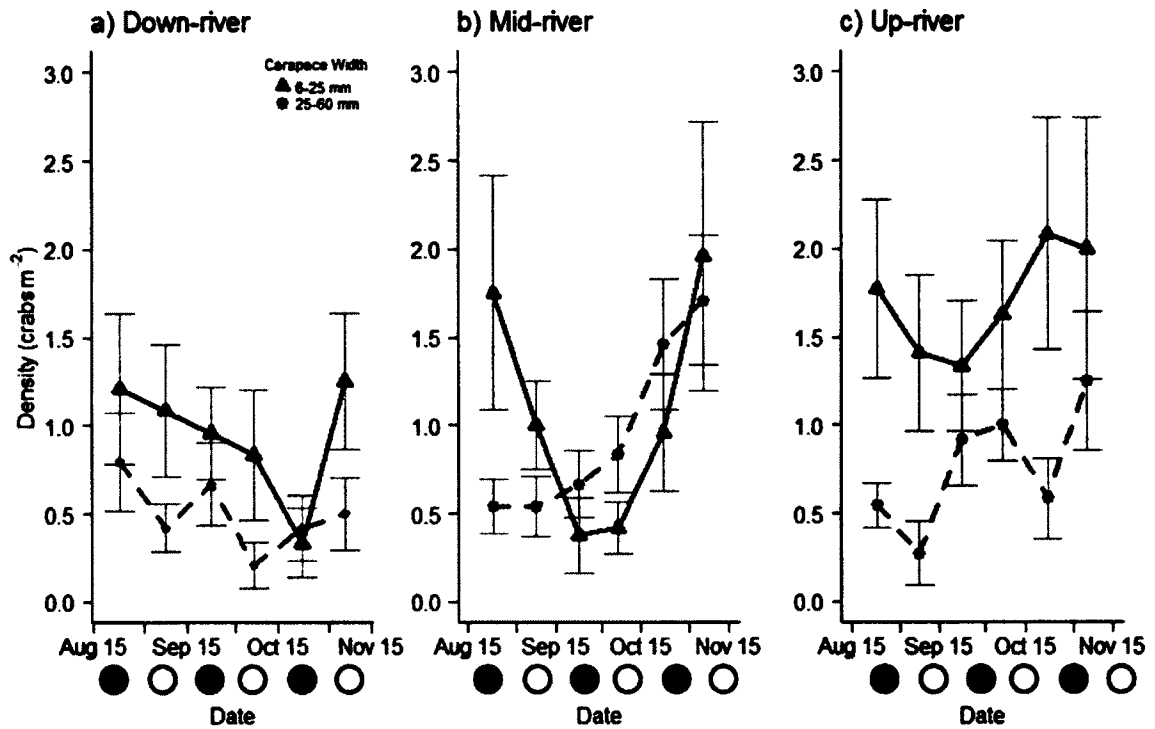 a) Down-river
b) Mid-river
c) Up-river
Carapace Width
6-25 mm
25-60 mm
Density (crabs m⁻²)
3.0
2.5
2.0
1.5
1.0
0.5
0.0
3.0
2.5
2.0
1.5
1.0
0.5
0.0
3.0
2.5
2.0
1.5
1.0
0.5
0.0
Aug 15 Sep 15 Oct 15 Nov 15
Aug 15 Sep 15 Oct 15 Nov 15
Aug 15 Sep 15 Oct 15 Nov 15
Date
Date
Date